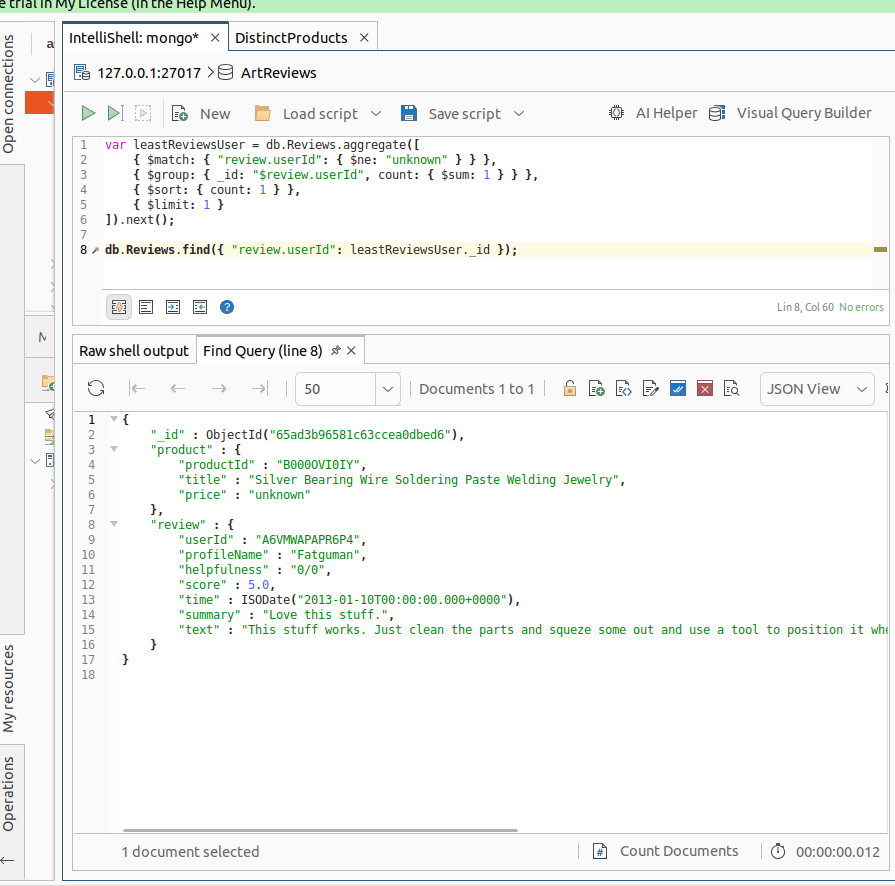 e trial in My License (in the Help Menu).
Open connections
My resources
Operations
IntelliShell: mongo*
DistinctProducts
127.0.0.1:27017
ArtReviews
New
Load script
Save script
AI Helper
Visual Query Builder
1 var leastReviewsUser = db.Reviews.aggregate([
2 { $match: { "review.userId": { $ne: "unknown" } } },
3 { $group: { _id: "$review.userId", count: { $sum: 1 } } },
4 { $sort: { count: 1 } },
5 { $limit: 1 }
6 ]).next();
7
8 db.Reviews.find({ "review.userId": leastReviewsUser._id });
Lin 8, Col 60 No errors
Raw shell output
Find Query (line 8)
50
Documents 1 to 1
JSON View
1 {
2 "_id" : ObjectId("65ad3b96581c63ccea0dbed6"),
3 "product" : {
4 "productId" : "B000OVI0IY",
5 "title" : "Silver Bearing Wire Soldering Paste Welding Jewelry",
6 "price" : "unknown"
7 },
8 "review" : {
9 "userId" : "A6VMWAPAPR6P4",
10 "profileName" : "Fatguman",
11 "helpfulness" : "0/0",
12 "score" : 5.0,
13 "time" : ISODate("2013-01-10T00:00:00.000+0000"),
14 "summary" : "Love this stuff.",
15 "text" : "This stuff works. Just clean the parts and squeze some out and use a tool to position it whe
16 }
17 }
18
1 document selected
Count Documents
00:00:00.012